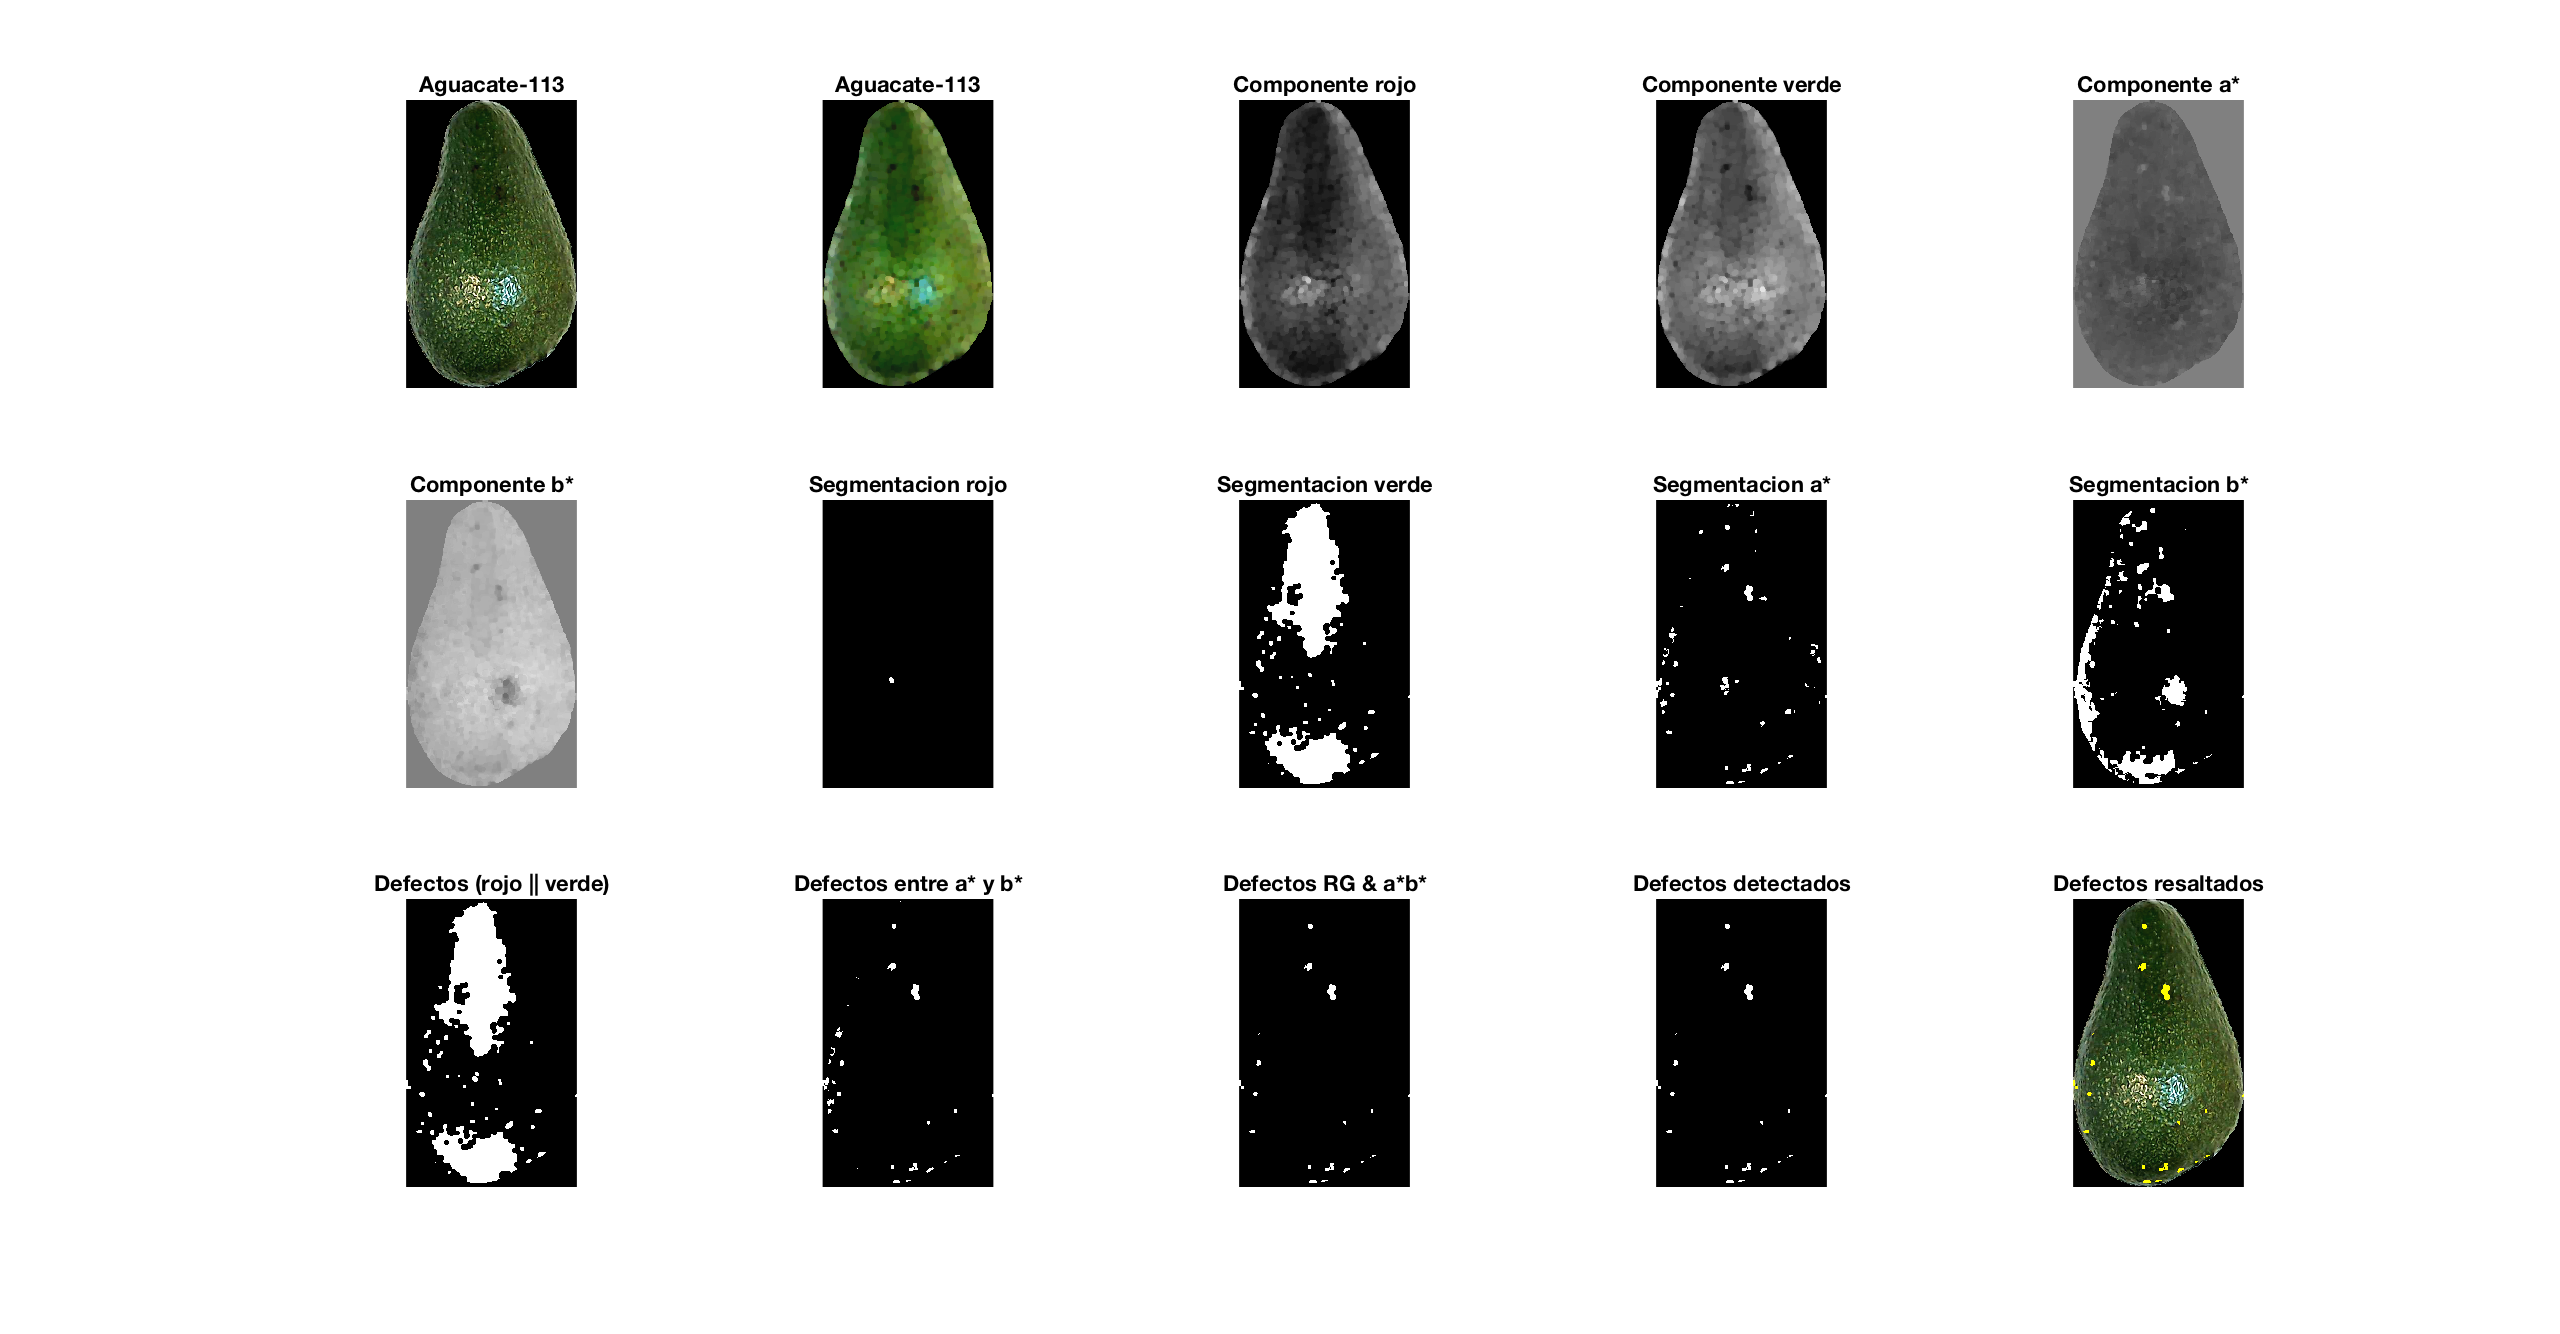 Aguacate-113
Aguacate-113
Componente rojo
Componente verde
Componente a*
Componente b*
Segmentacion rojo
Segmentacion verde
Segmentacion a*
Segmentacion b*
Defectos (rojo || verde)
Defectos entre a* y b*
Defectos RG & a*b*
Defectos detectados
Defectos resaltados